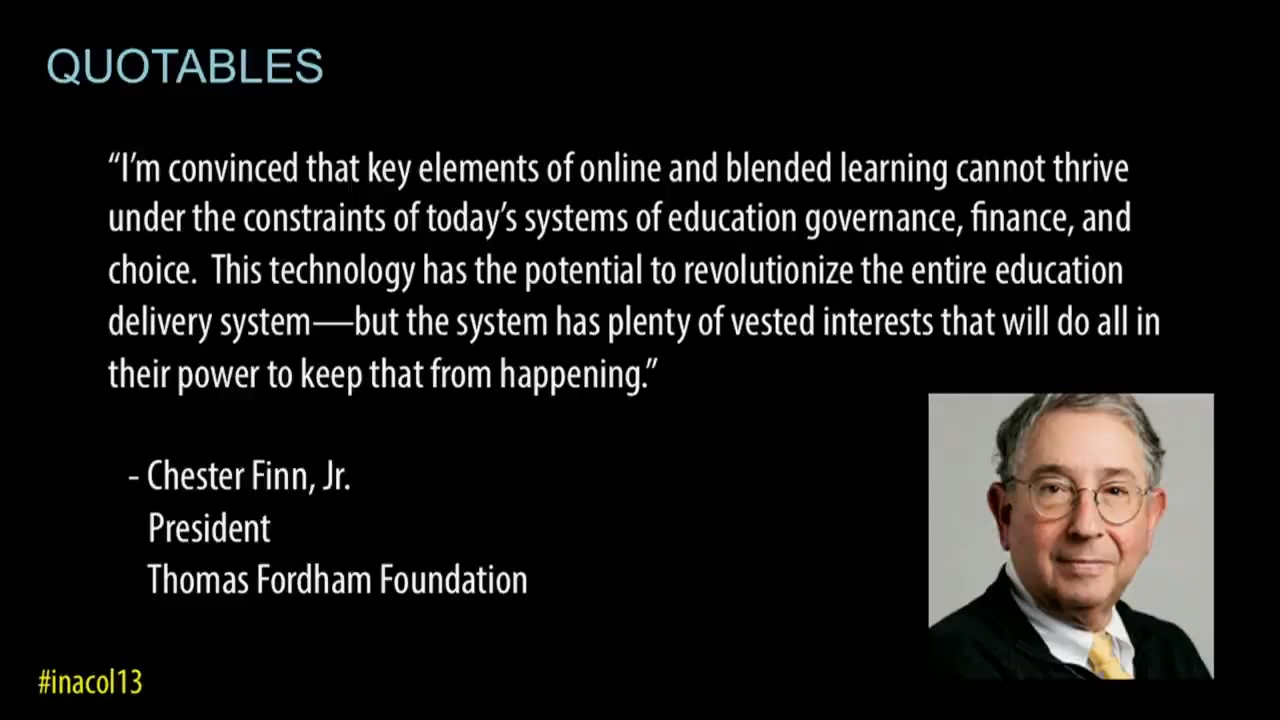 QUOTABLES
“I’m convinced that key elements of online and blended learning cannot thrive
under the constraints of today’s systems of education governance, finance, and
choice.  This technology has the potential to revolutionize the entire education
delivery system—but the system has plenty of vested interests that will do all in
their power to keep that from happening.”
- Chester Finn, Jr.
President
Thomas Fordham Foundation
#inacol13